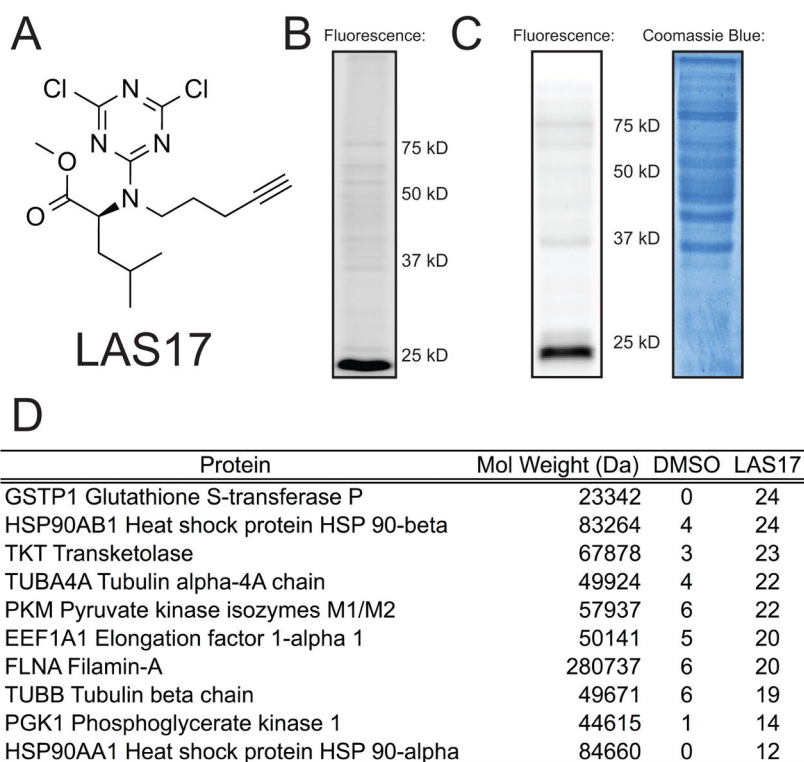 A
Cl
N
Cl
N
N
O
N
O
LAS17
B
Fluorescence:
75 kD
50 kD
37 kD
25 kD
C
Fluorescence:
Coomassie Blue:
75 kD
50 kD
37 kD
25 kD
D
Protein Mol Weight (Da) DMSO LAS17
GSTP1 Glutathione S-transferase P 23342 0 24
HSP90AB1 Heat shock protein HSP 90-beta 83264 4 24
TKT Transketolase 67878 3 23
TUBA4A Tubulin alpha-4A chain 49924 4 22
PKM Pyruvate kinase isozymes M1/M2 57937 6 22
EEF1A1 Elongation factor 1-alpha 1 50141 5 20
FLNA Filamin-A 280737 6 20
TUBB Tubulin beta chain 49671 6 19
PGK1 Phosphoglycerate kinase 1 44615 1 14
HSP90AA1 Heat shock protein HSP 90-alpha 84660 0 12